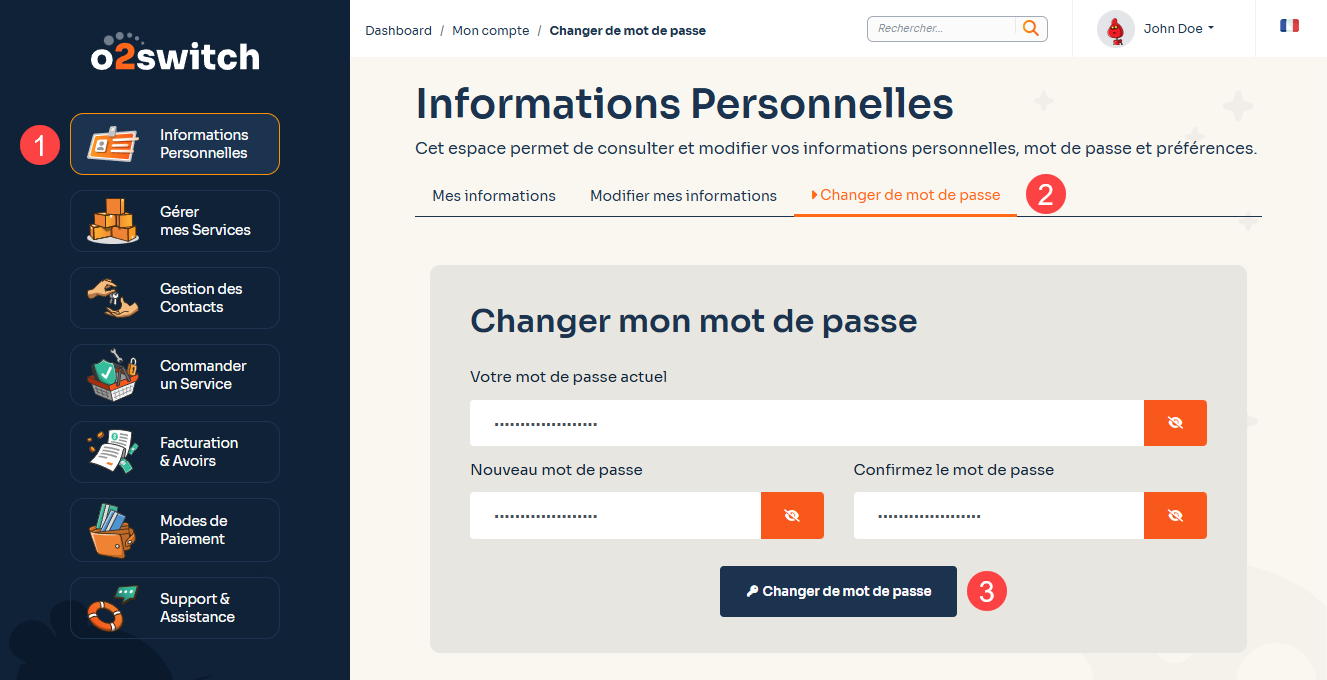 o2switch
Dashboard / Mon compte / Changer de mot de passe
Rechercher...
John Doe
1
Informations
Personnelles
Gérer
mes Services
Gestion des
Contacts
Commander
un Service
Facturation
& Avoirs
Modes de
Paiement
Support &
Assistance
Informations Personnelles
Cet espace permet de consulter et modifier vos informations personnelles, mot de passe et préférences.
Mes informations
Modifier mes informations
Changer de mot de passe
2
Changer mon mot de passe
Votre mot de passe actuel
Nouveau mot de passe
Confirmez le mot de passe
Changer de mot de passe
3